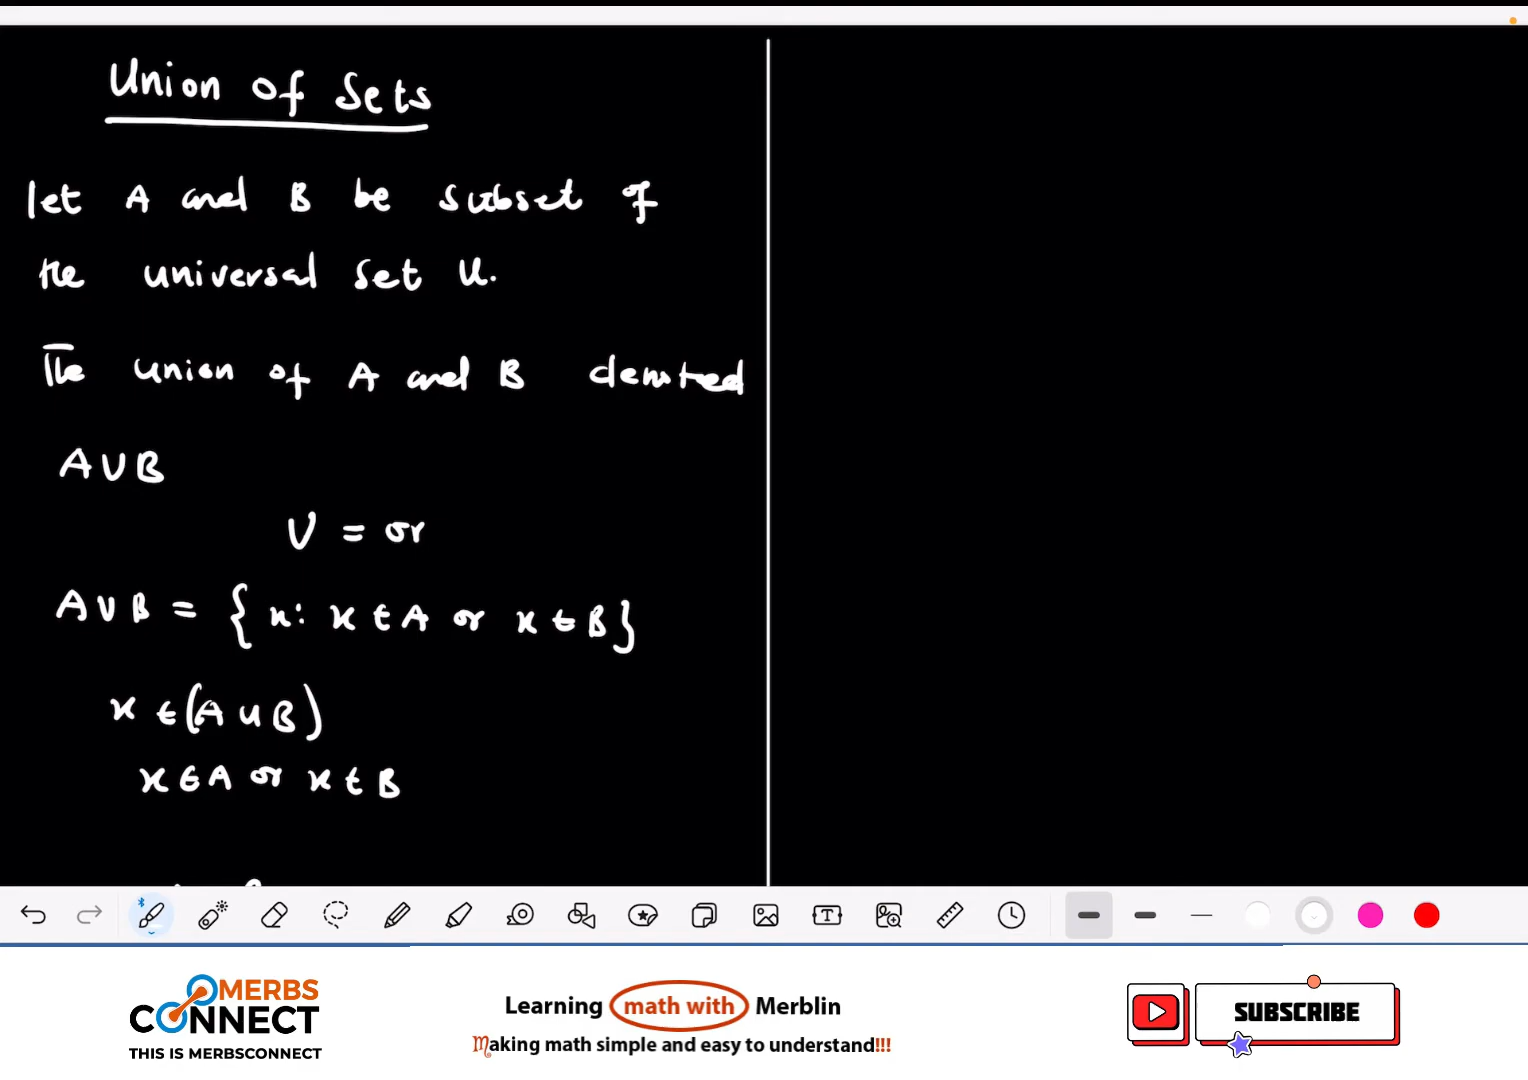 Union of Sets
let A and B be subset of
the universal set U.
The union of A and B denoted
A∪B
∪ = or
A∪B = {x: x∈A or x∈B}
x∈(A∪B)
x∈A or x∈B
MERBS
CONNECT
THIS IS MERBSCONNECT
Learning math with Merblin
Making math simple and easy to understand!!!
SUBSCRIBE